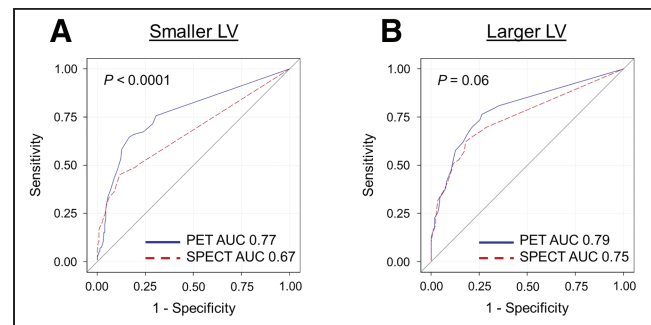 A
Smaller LV
P < 0.0001
1.00
0.75
0.50
0.25
0.00
Sensitivity
PET AUC 0.77
SPECT AUC 0.67
0.00 0.25 0.50 0.75 1.00
1 - Specificity
B
Larger LV
P = 0.06
1.00
0.75
0.50
0.25
0.00
Sensitivity
PET AUC 0.79
SPECT AUC 0.75
0.00 0.25 0.50 0.75 1.00
1 - Specificity